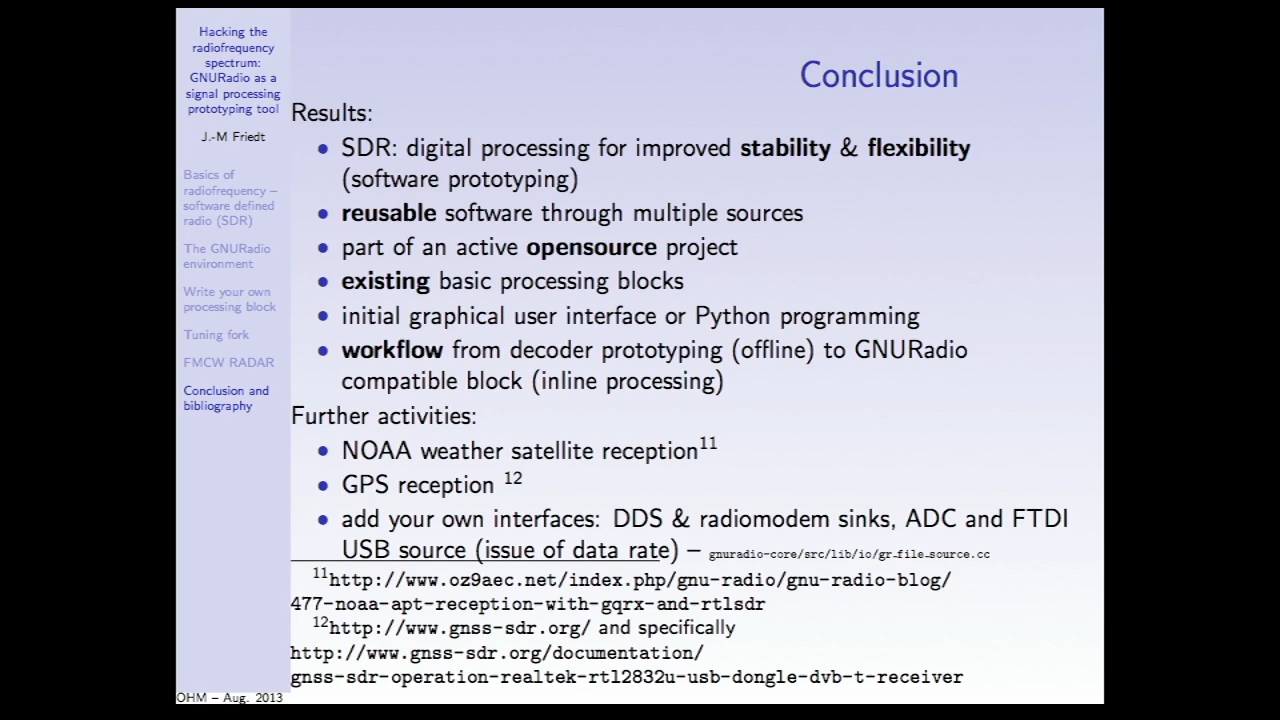 Hacking the
radiofrequency
spectrum:
GNURadio as a
signal processing
prototyping tool
J.-M Friedt
Basics of
radiofrequency –
software defined
radio (SDR)
The GNURadio
environment
Write your own
processing block
Tuning fork
FMCW RADAR
Conclusion and
bibliography
OHM – Aug. 2013
Conclusion
Results:
• SDR: digital processing for improved stability & flexibility
(software prototyping)
• reusable software through multiple sources
• part of an active opensource project
• existing basic processing blocks
• initial graphical user interface or Python programming
• workflow from decoder prototyping (offline) to GNURadio
compatible block (inline processing)
Further activities:
• NOAA weather satellite reception11
• GPS reception 12
• add your own interfaces: DDS & radiomodem sinks, ADC and FTDI
USB source (issue of data rate) – gnuradio-core/src/lib/io/gr_file_source.cc
11http://www.oz9aec.net/index.php/gnu-radio/gnu-radio-blog/
477-noaa-apt-reception-with-gqrx-and-rtlsdr
12http://www.gnss-sdr.org/ and specifically
http://www.gnss-sdr.org/documentation/
gnss-sdr-operation-realtek-rtl2832u-usb-dongle-dvb-t-receiver